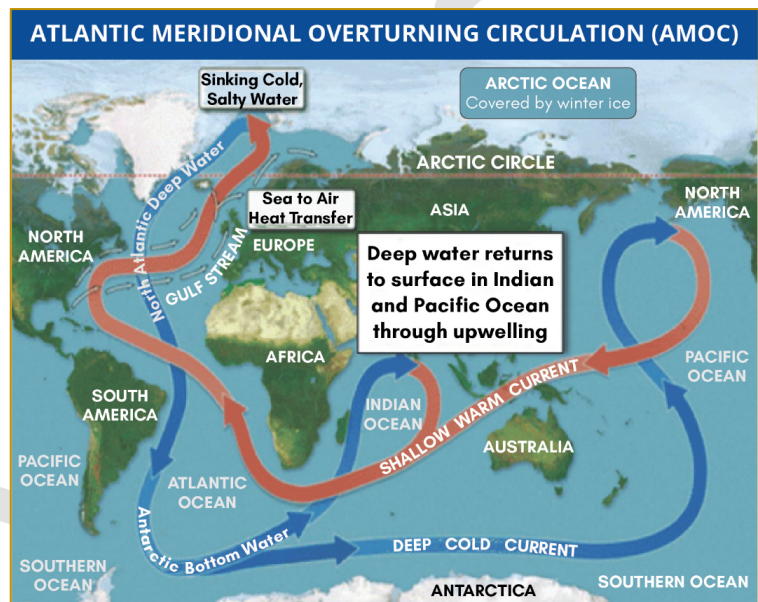 ATLANTIC MERIDIONAL OVERTURNING CIRCULATION (AMOC)
Sinking Cold,
Salty Water
ARCTIC OCEAN
Covered by winter ice
ARCTIC CIRCLE
North Atlantic Deep Water
Sea to Air
Heat Transfer
NORTH
AMERICA
ASIA
NORTH
AMERICA
EUROPE
GULF STREAM
Deep water returns
to surface in Indian
and Pacific Ocean
through upwelling
AFRICA
PACIFIC
OCEAN
SOUTH
AMERICA
INDIAN
OCEAN
SHALLOW WARM CURRENT
AUSTRALIA
PACIFIC
OCEAN
ATLANTIC
OCEAN
Antarctic Bottom Water
DEEP COLD CURRENT
SOUTHERN
OCEAN
ANTARCTICA
SOUTHERN OCEAN